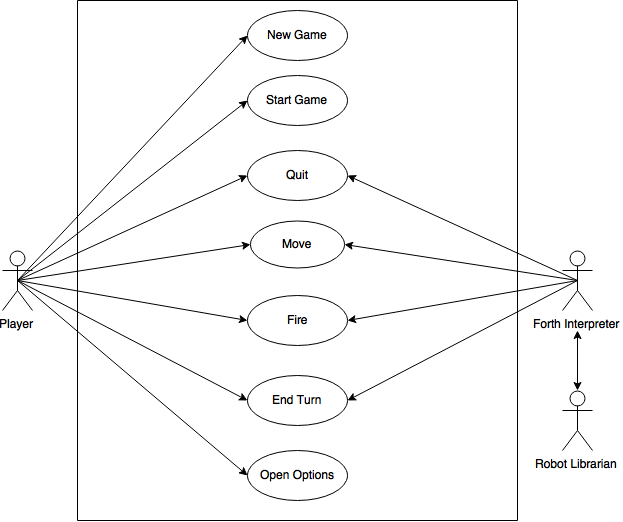 New Game
Start Game
Quit
Move
Fire
Player
Forth Interpreter
End Turn
Robot Librarian
Open Options